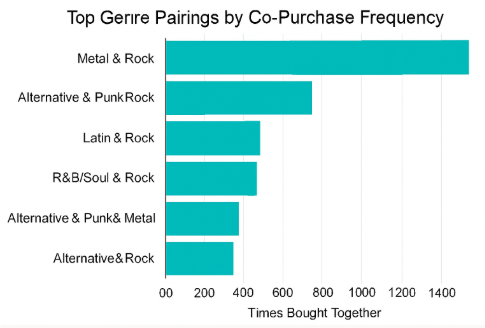 Top Genre Pairings by Co-Purchase Frequency
Metal & Rock
Alternative & PunkRock
Latin & Rock
R&B/Soul & Rock
Alternative & Punk& Metal
Alternative&Rock
00 200 400 600 800 1000 1200 1400
Times Bought Together